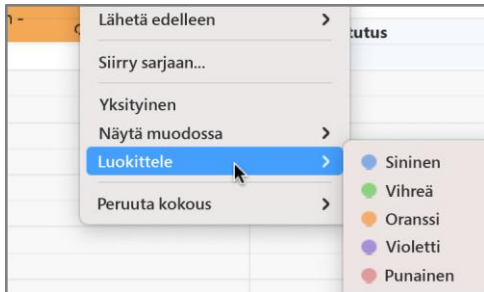 Lähetä edelleen
Siirry sarjaan...
Yksityinen
Näytä muodossa
Luokittele
Peruuta kokous
Sininen
Vihreä
Oranssi
Violetti
Punainen